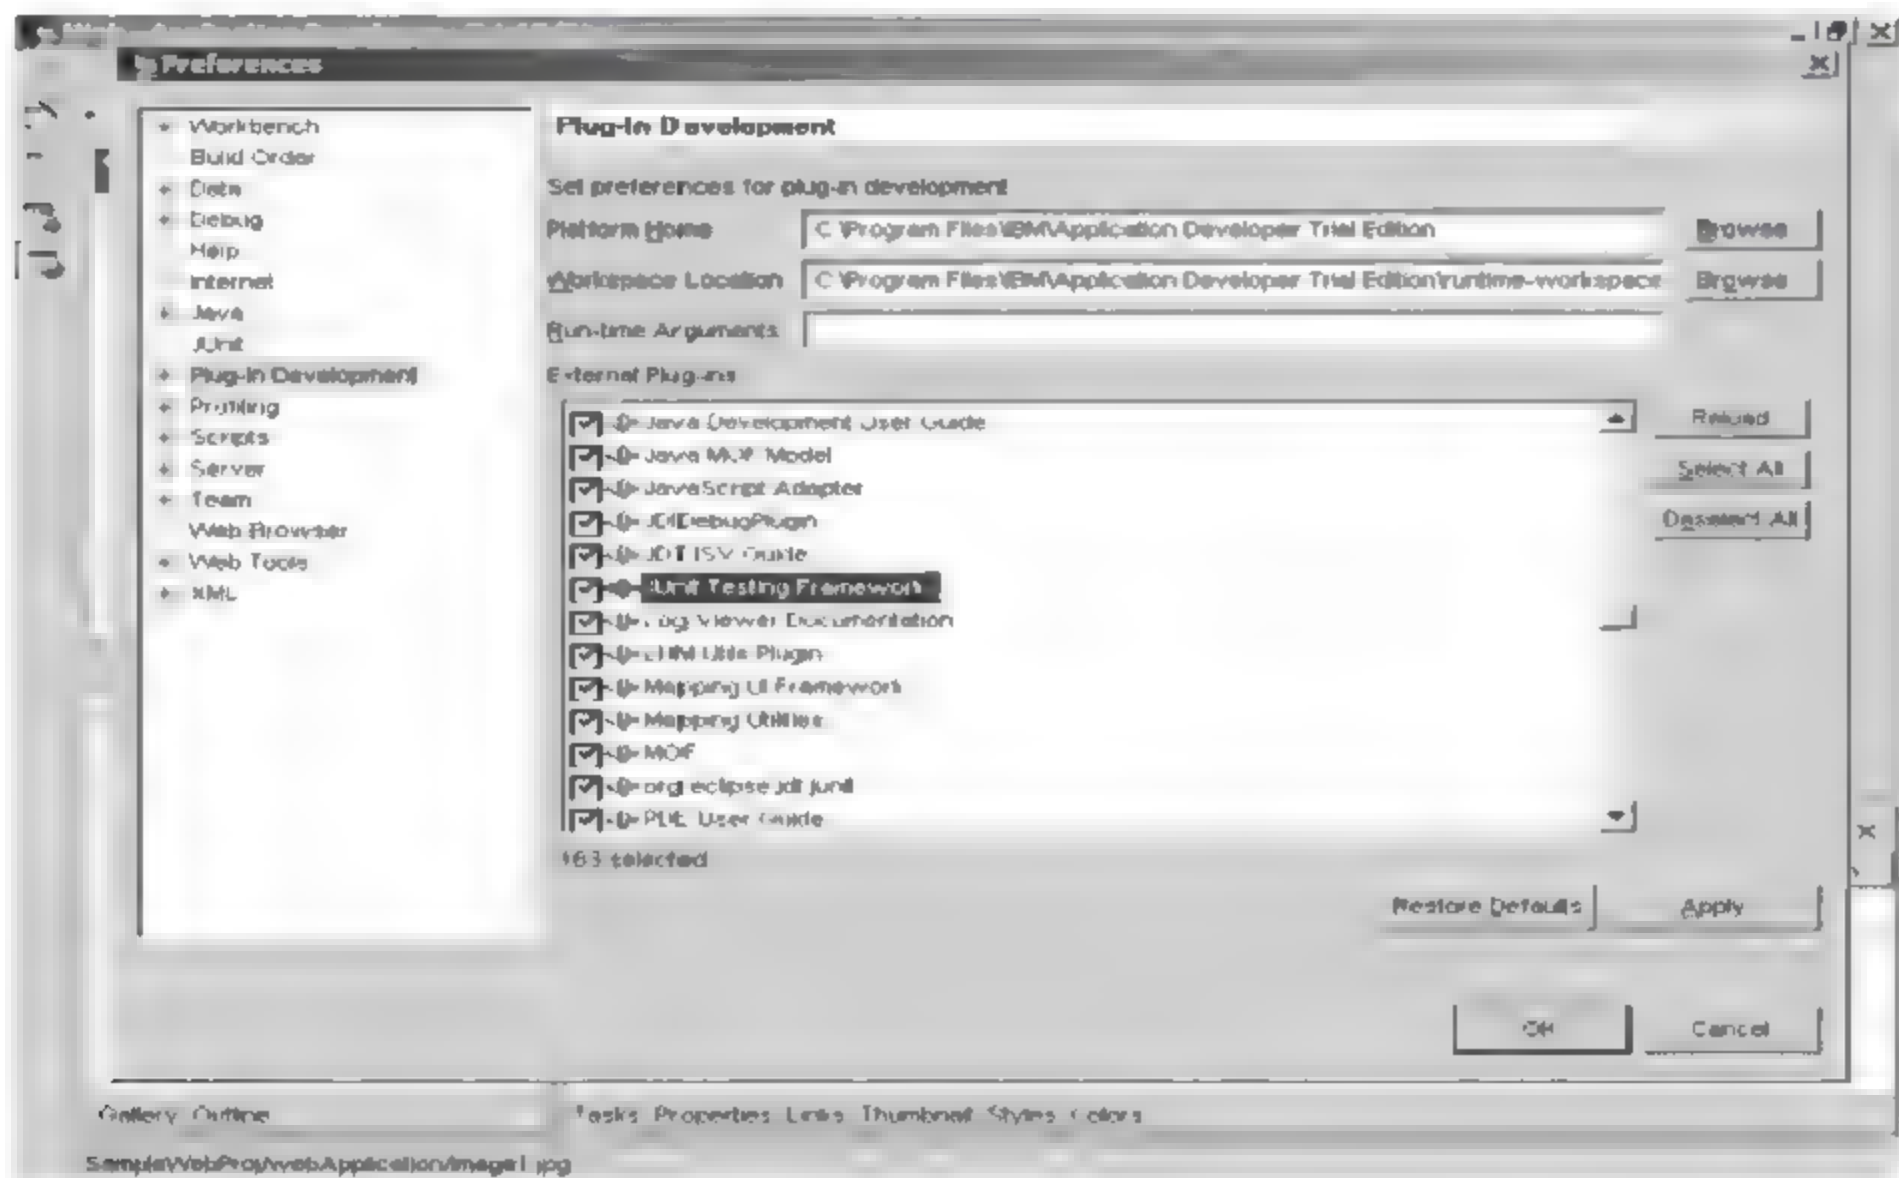 Preferences
Workbench
Build Order
Data
Debug
Help
Internet
Java
JUnit
Plug-In Development
Profiling
Scripts
Server
Team
Web Browser
Web Tools
XML
Plug-In Development
Set preferences for plug-in development
Platform Home C:\Program Files\IBM\Application Developer Trial Edition Browse
Workspace Location C:\Program Files\IBM\Application Developer Trial Edition\runtime-workspace Browse
Run-time Arguments
External Plug-ins
Java Development User Guide
Java MOF Model
JavaScript Adapter
JDIDebugPlugin
JDT ISV Guide
JUnit Testing Framework
Log Viewer Documentation
Utils Plugin
Mapping UI Framework
Mapping Utilities
MOF
org.eclipse.jdt.junit
PDE User Guide
Reload
Select All
Deselect All
163 selected
Restore Defaults Apply
OK Cancel
Gallery Outline
Tasks Properties Links Thumbnail Styles Colors
SampleWebProj/webApplication/image1.jpg